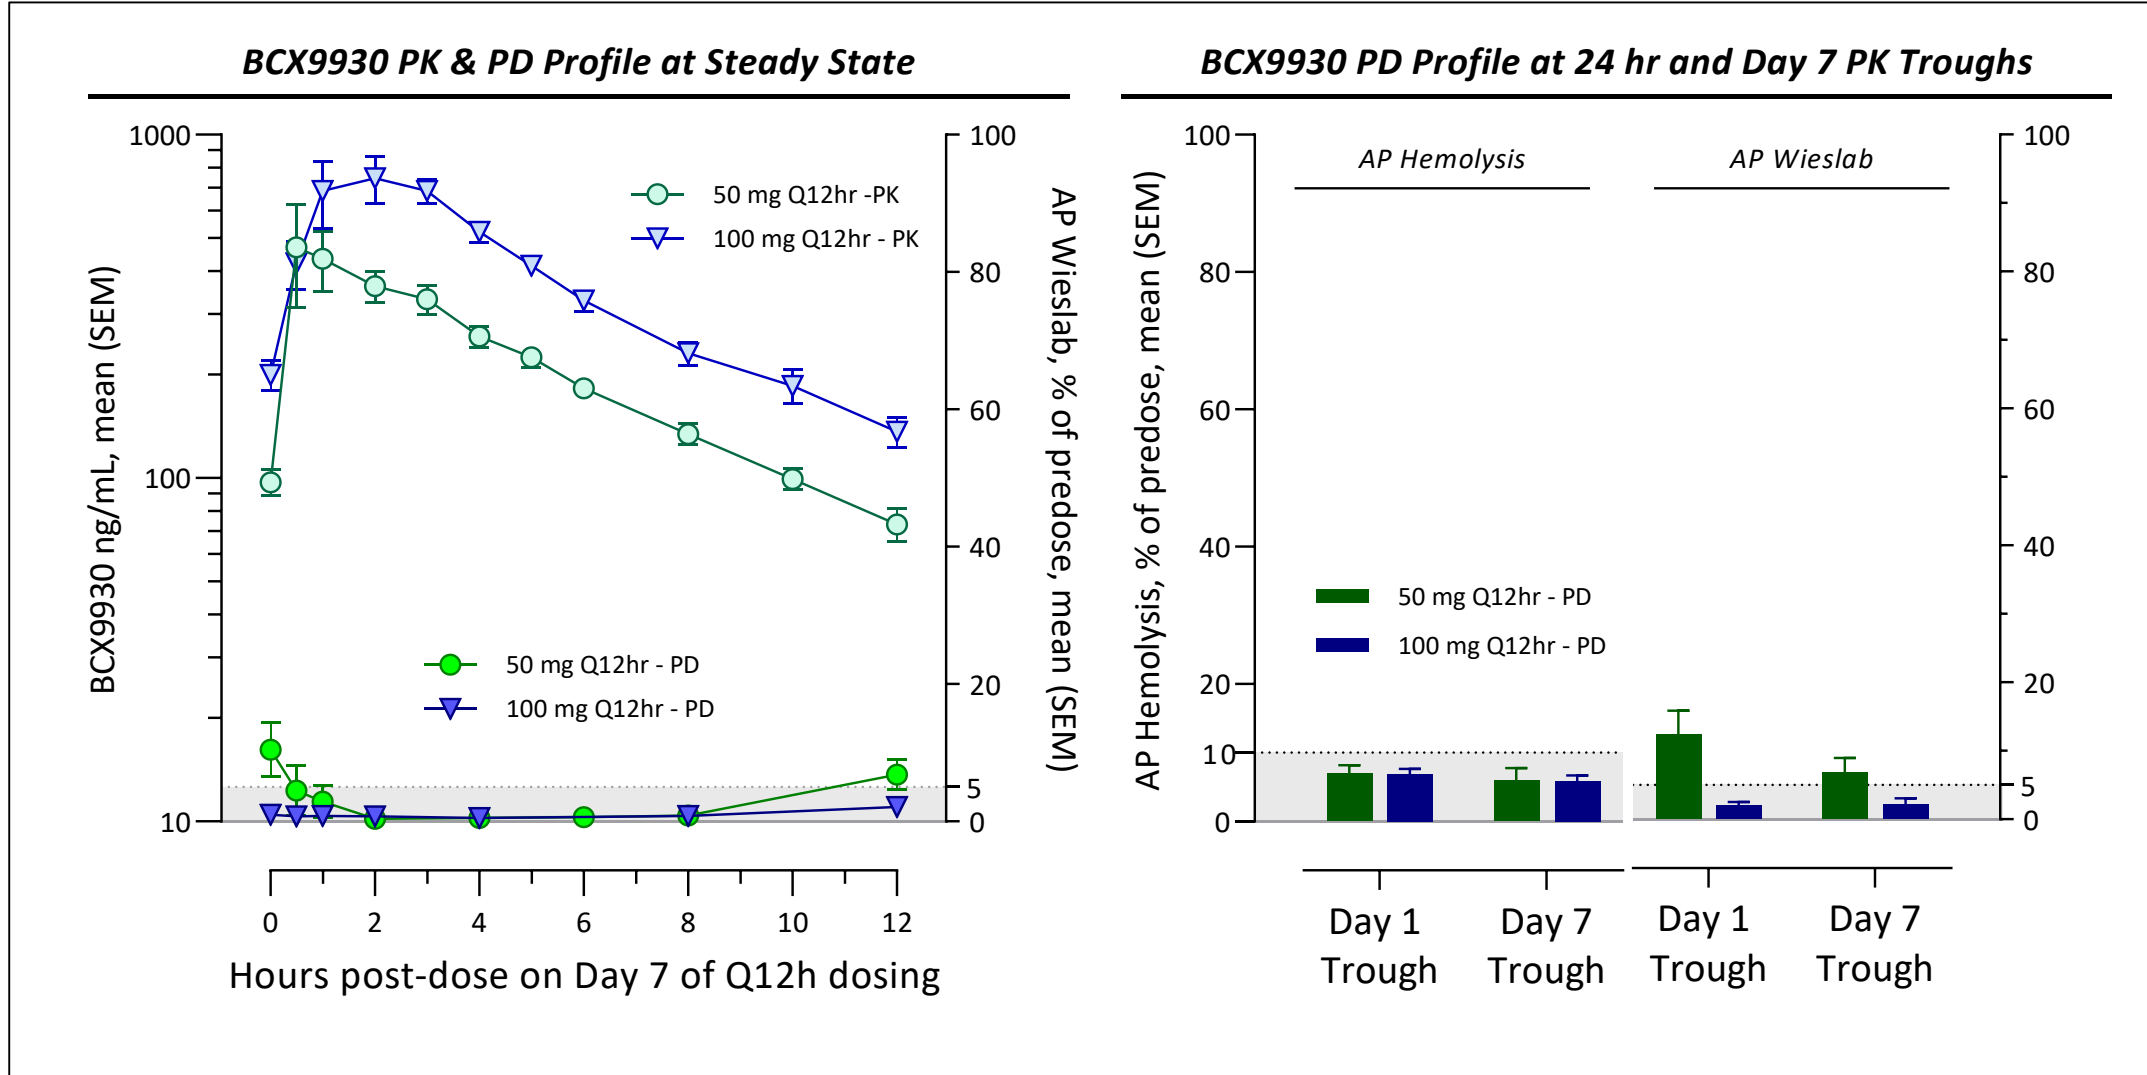 BCX9930 PK & PD Profile at Steady State
BCX9930 ng/mL, mean (SEM)
1000
100
10
50 mg Q12hr -PK
100 mg Q12hr - PK
50 mg Q12hr - PD
100 mg Q12hr - PD
100
80
60
40
20
5
0
AP Wieslab, % of predose, mean (SEM)
0 2 4 6 8 10 12
Hours post-dose on Day 7 of Q12h dosing
BCX9930 PD Profile at 24 hr and Day 7 PK Troughs
AP Hemolysis, % of predose, mean (SEM)
100
80
60
40
20
10
0
AP Hemolysis
AP Wieslab
50 mg Q12hr - PD
100 mg Q12hr - PD
100
80
60
40
20
5
0
Day 1
Trough
Day 7
Trough
Day 1
Trough
Day 7
Trough